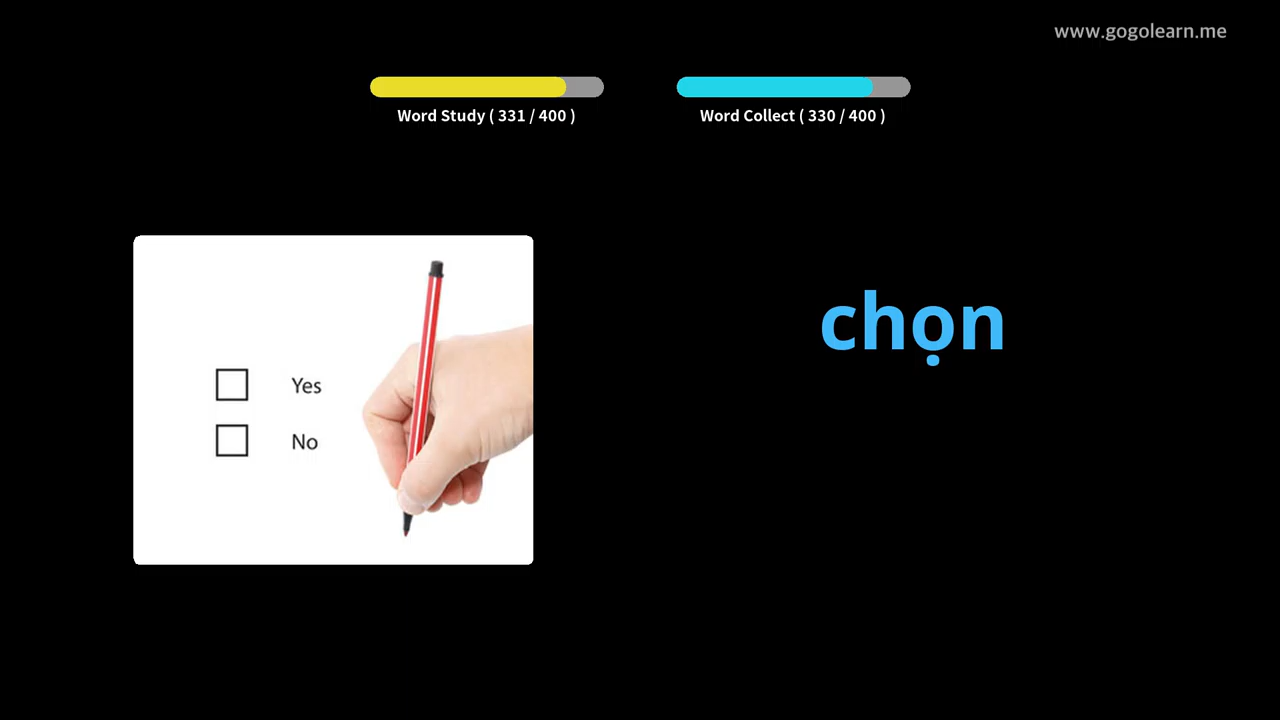 www.gogolearn.me
Word Study ( 331 / 400 )
Word Collect ( 330 / 400 )
chọn
Yes
No